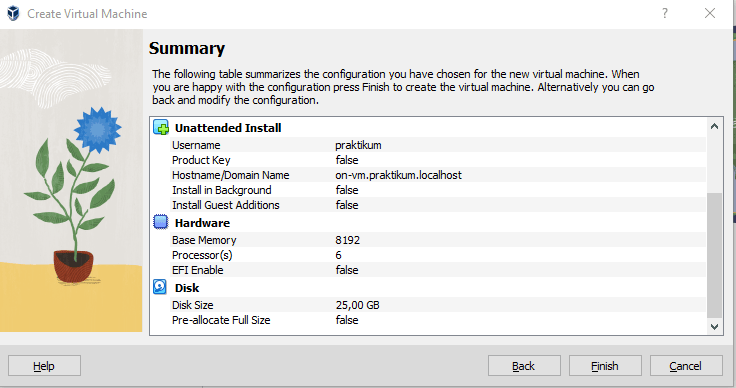 Create Virtual Machine
Summary
The following table summarizes the configuration you have chosen for the new virtual machine. When
you are happy with the configuration press Finish to create the virtual machine. Alternatively you can go
back and modify the configuration.
Unattended Install
Username praktikum
Product Key false
Hostname/Domain Name on-vm.praktikum.localhost
Install in Background false
Install Guest Additions false
Hardware
Base Memory 8192
Processor(s) 6
EFI Enable false
Disk
Disk Size 25,00 GB
Pre-allocate Full Size false
Help Back Finish Cancel